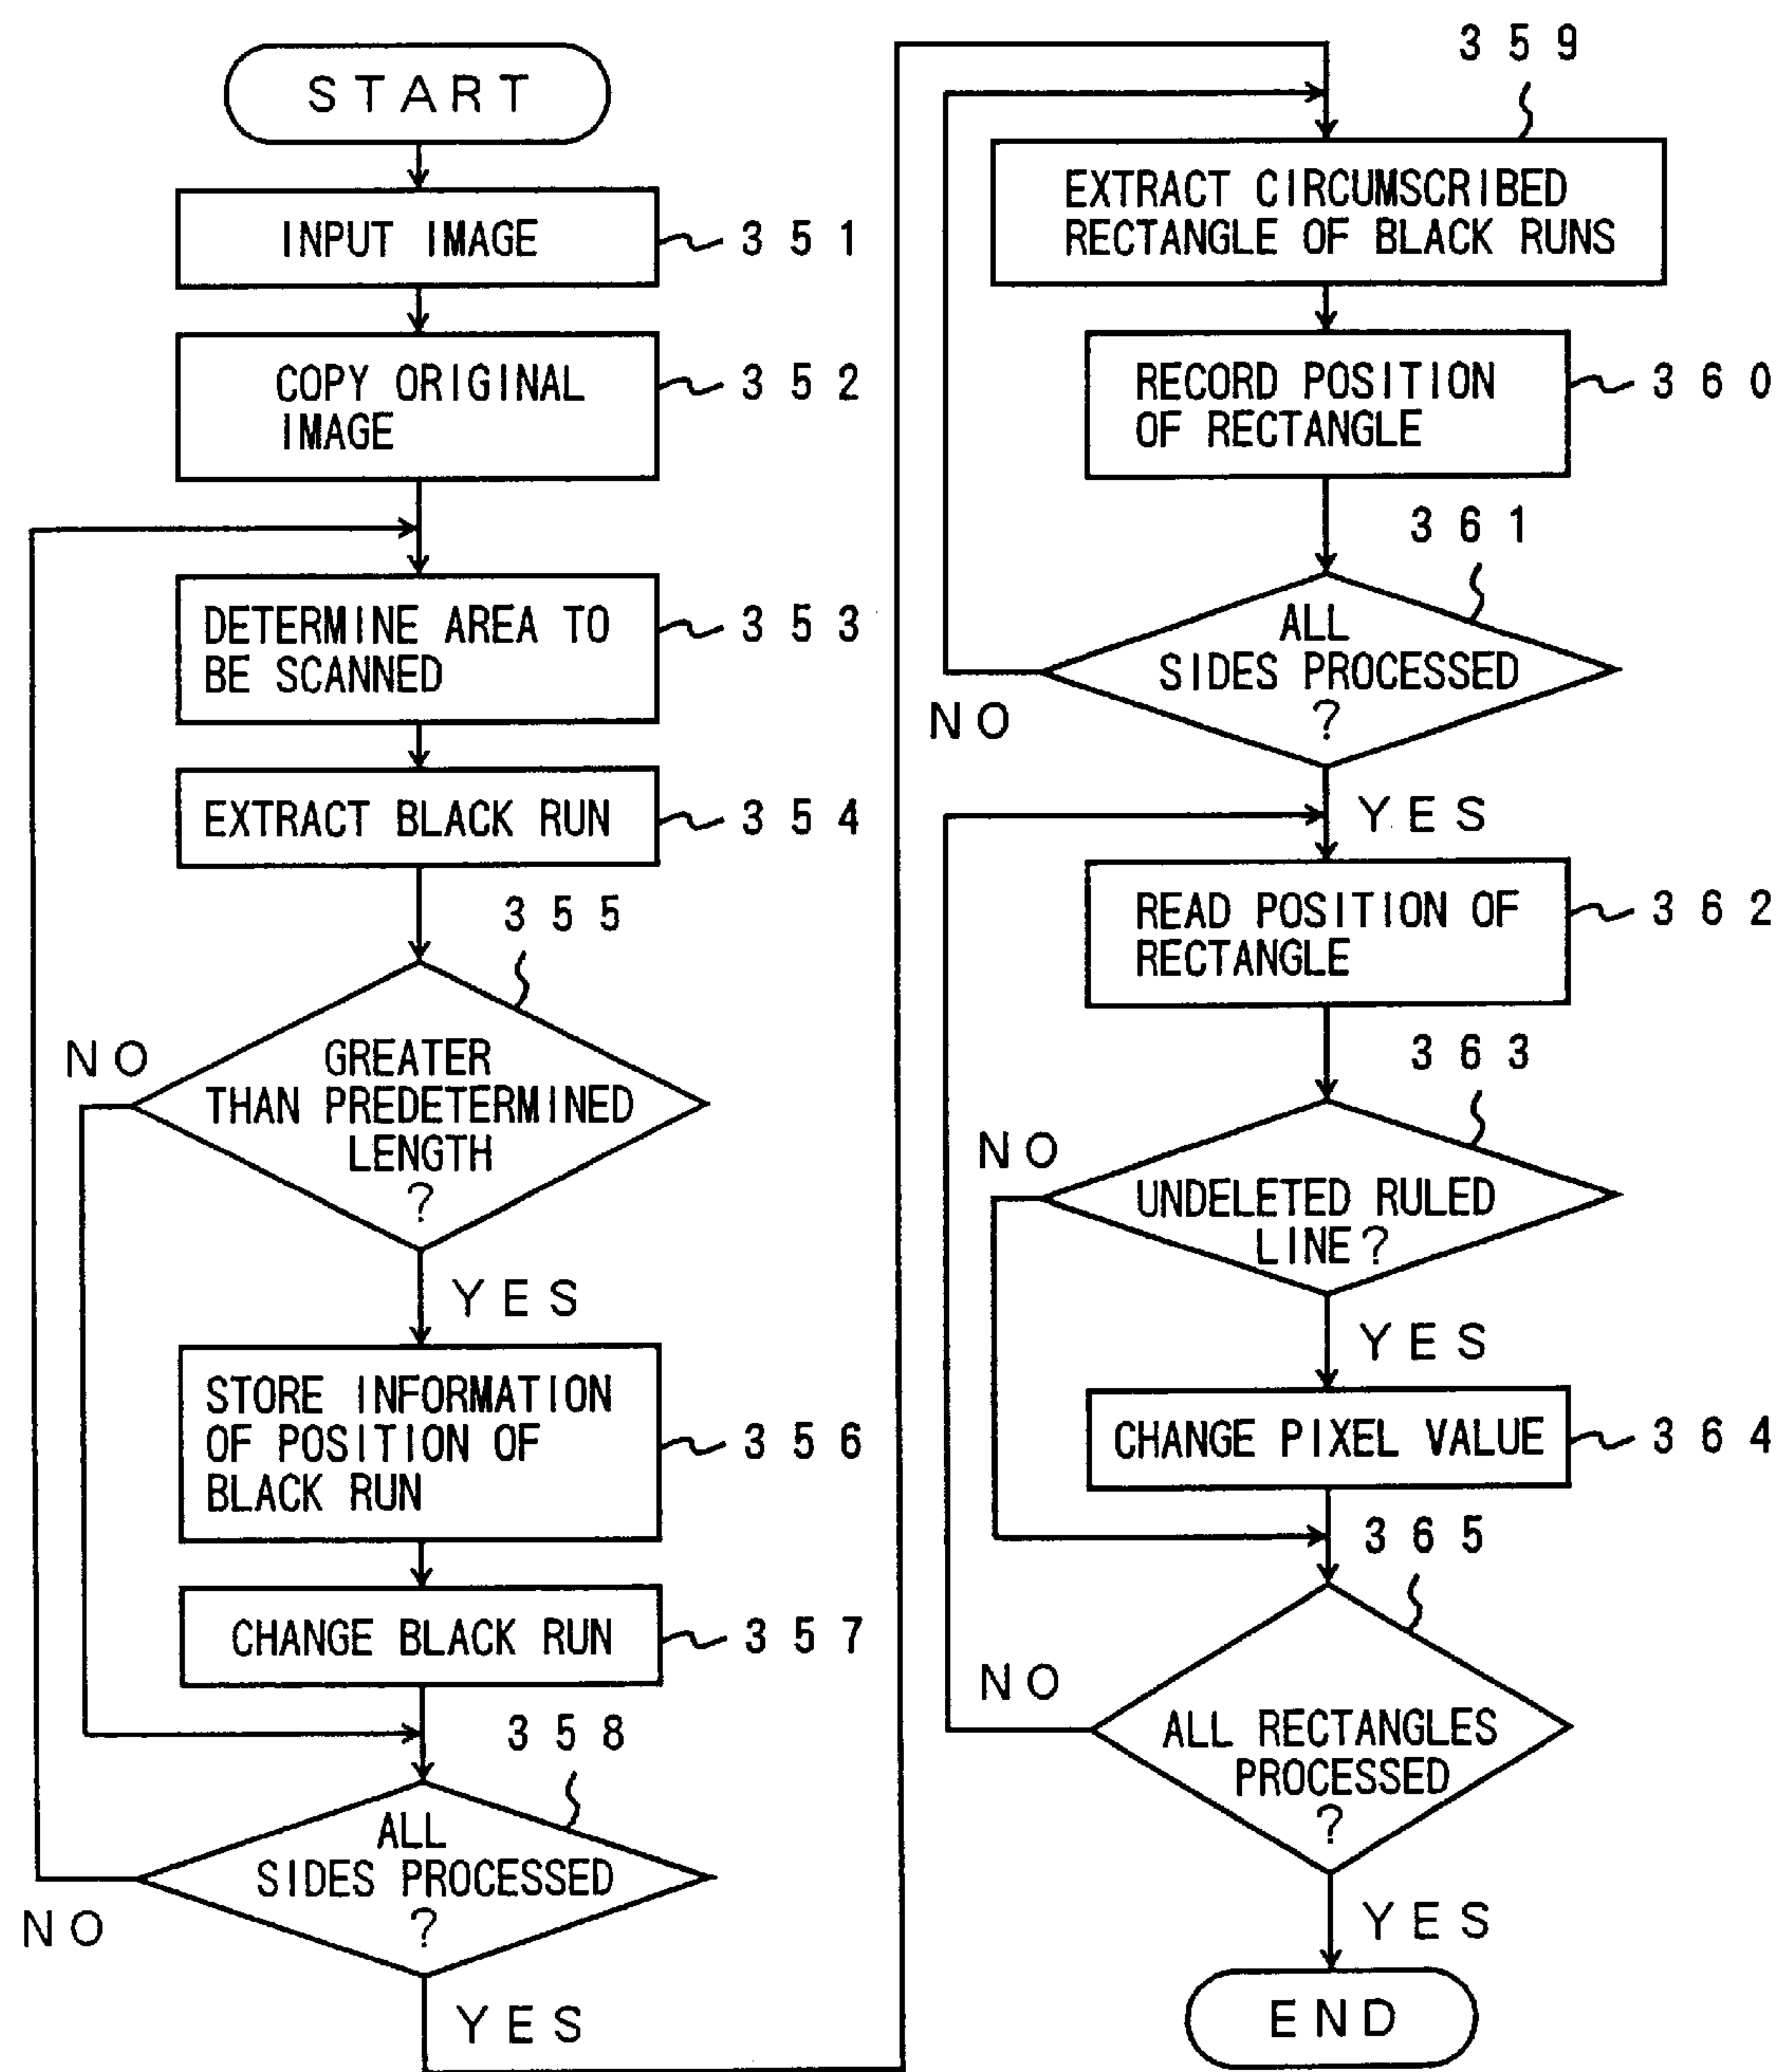 START
INPUT IMAGE
351
COPY ORIGINAL
IMAGE
352
DETERMINE AREA TO
BE SCANNED
353
EXTRACT BLACK RUN
354
355
GREATER
THAN PREDETERMINED
LENGTH
?
NO
YES
STORE INFORMATION
OF POSITION OF
BLACK RUN
356
CHANGE BLACK RUN
357
358
ALL
SIDES PROCESSED
?
NO
YES
359
EXTRACT CIRCUMSCRIBED
RECTANGLE OF BLACK RUNS
RECORD POSITION
OF RECTANGLE
360
361
ALL
SIDES PROCESSED
?
NO
YES
READ POSITION OF
RECTANGLE
362
363
UNDELETED RULED
LINE?
NO
YES
CHANGE PIXEL VALUE
364
365
ALL RECTANGLES
PROCESSED
?
NO
YES
END